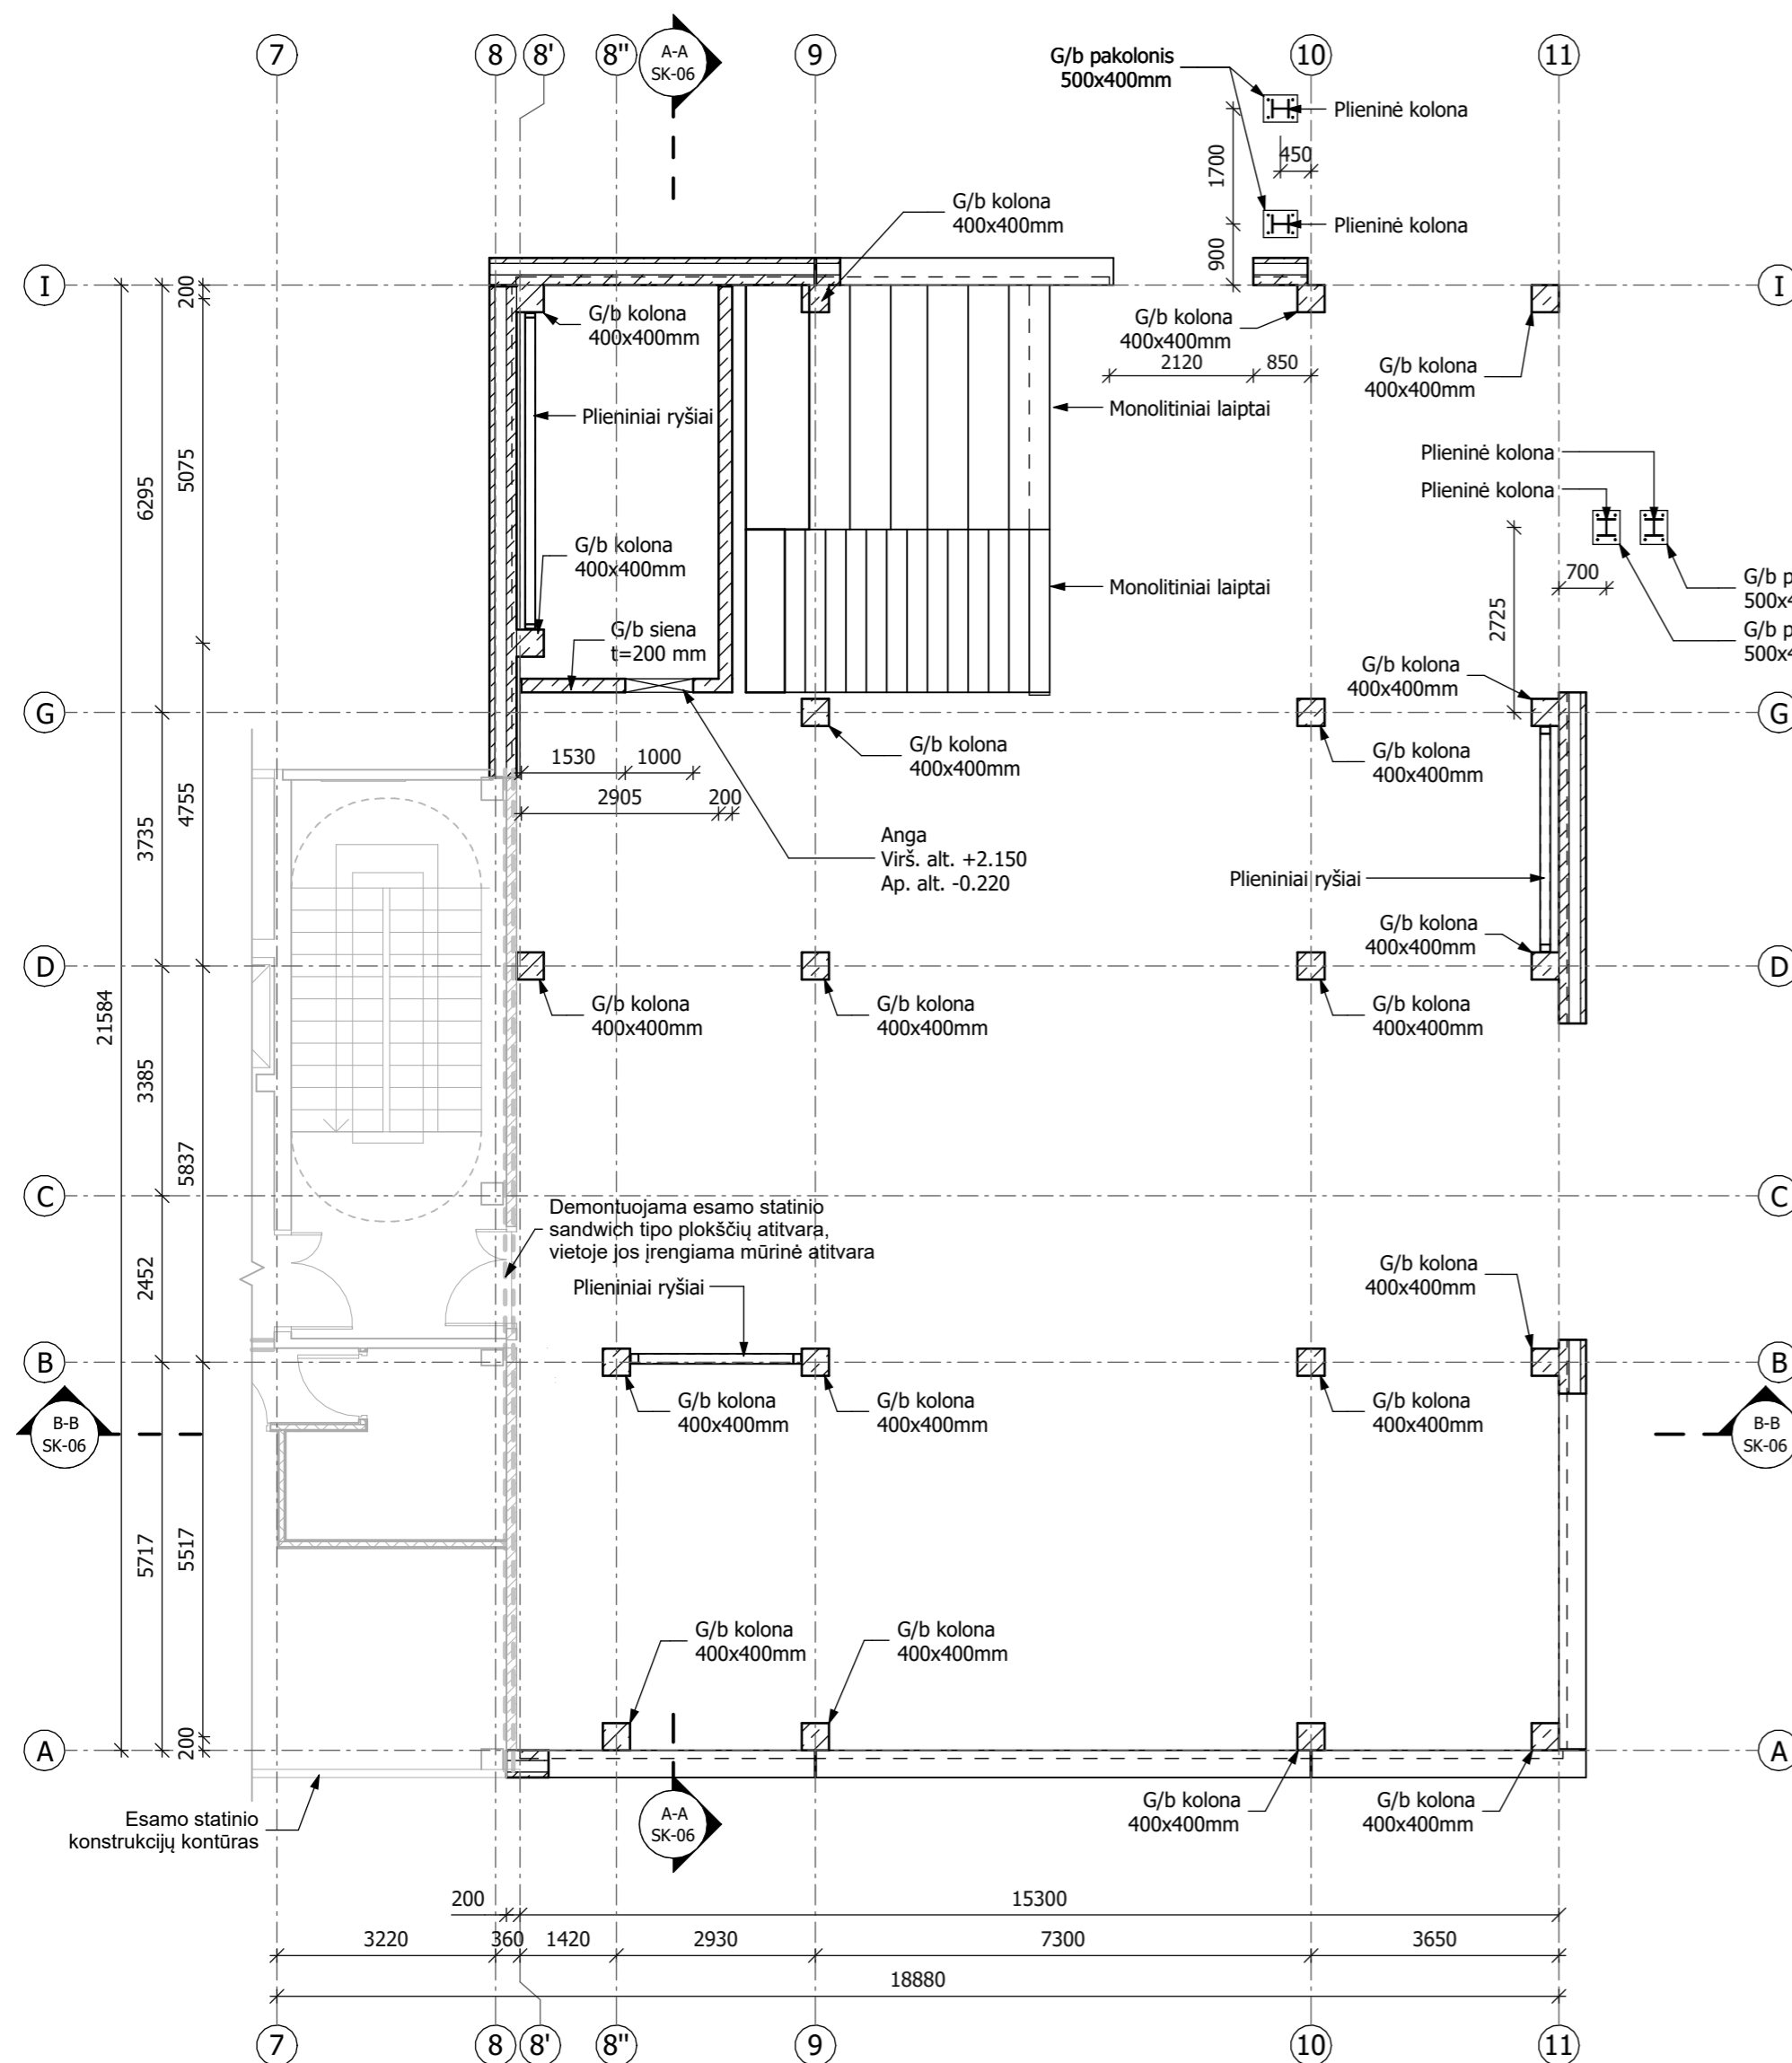 7
8
8'
8"
A-A
SK-06
9
10
11
G/b pakolonis
500x400mm
Plieninė kolona
1700
450
G/b kolona
400x400mm
Plieninė kolona
900
I
200
I
G/b kolona
400x400mm
G/b kolona
400x400mm
G/b kolona
400x400mm
2120
850
Plieniniai ryšiai
Monolitiniai laiptai
6295
5075
Plieninė kolona
Plieninė kolona
G/b kolona
400x400mm
Monolitiniai laiptai
700
G/b p
500x4
G/b p
500x4
2725
G/b siena
t=200 mm
G/b kolona
400x400mm
G
G
G/b kolona
400x400mm
G/b kolona
400x400mm
1530
1000
2905
200
4755
3735
Anga
Virš. alt. +2.150
Ap. alt. -0.220
Plieniniai ryšiai
G/b kolona
400x400mm
D
D
G/b kolona
400x400mm
G/b kolona
400x400mm
G/b kolona
400x400mm
21584
3385
5837
C
C
Demontuojama esamo statinio
sandwich tipo plokščių atitvara,
vietoje jos įrengiama mūrinė atitvara
Plieniniai ryšiai
G/b kolona
400x400mm
2452
B
B
G/b kolona
400x400mm
G/b kolona
400x400mm
G/b kolona
400x400mm
B-B
SK-06
B-B
SK-06
5717
5517
G/b kolona
400x400mm
G/b kolona
400x400mm
200
A
A
Esamo statinio
konstrukcijų kontūras
A-A
SK-06
G/b kolona
400x400mm
G/b kolona
400x400mm
200
15300
3220
360
1420
2930
7300
3650
18880
7
8
8'
8"
9
10
11